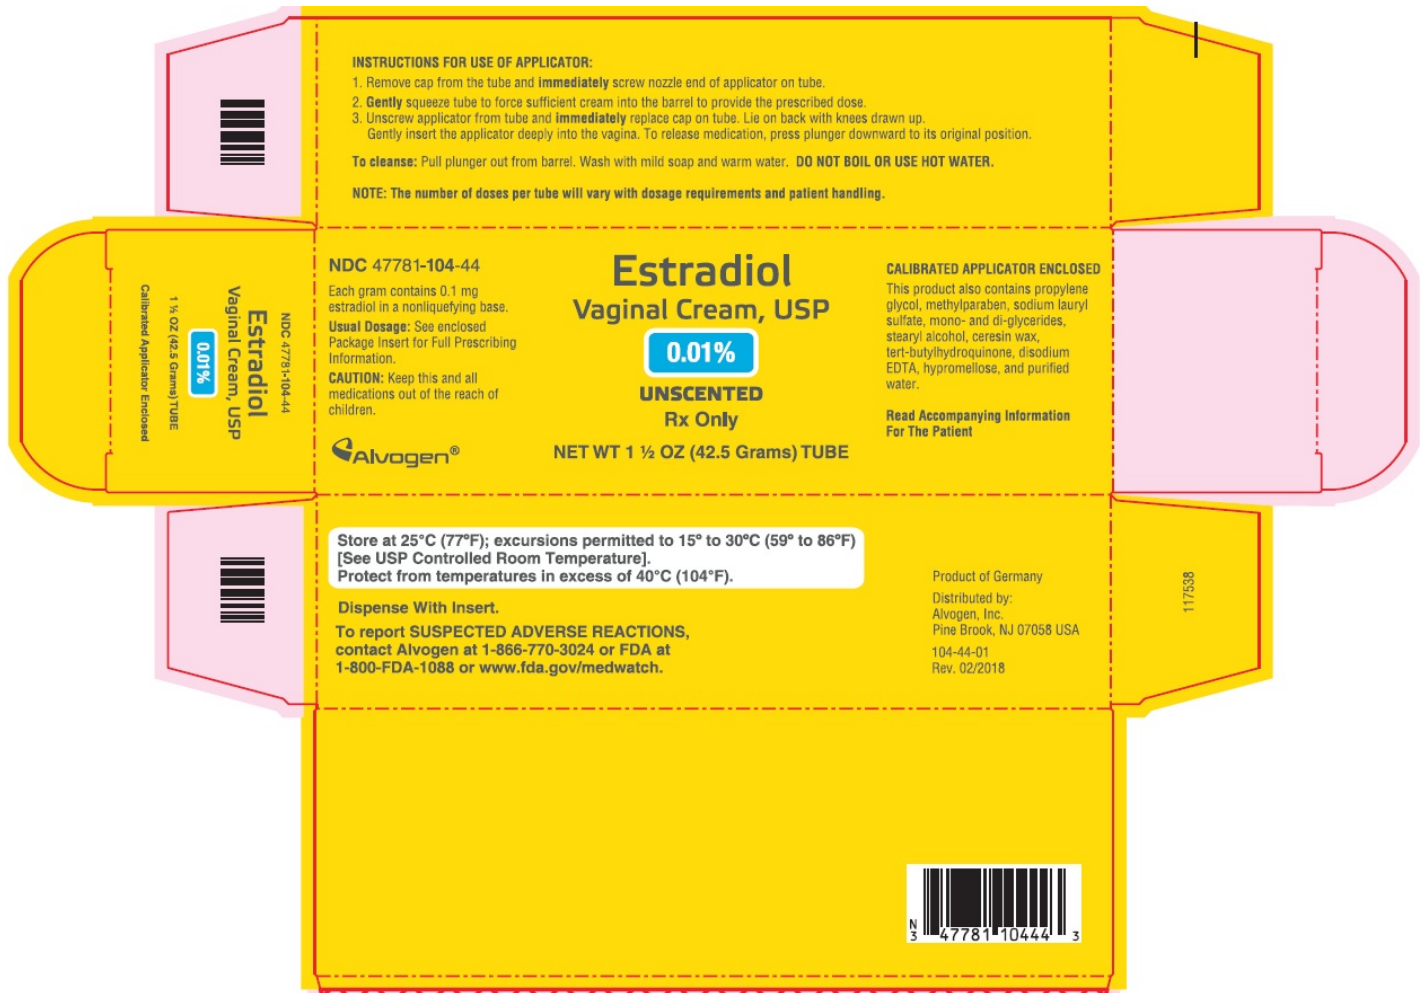 INSTRUCTIONS FOR USE OF APPLICATOR:
1. Remove cap from the tube and immediately screw nozzle end of applicator on tube.
2. Gently squeeze tube to force sufficient cream into the barrel to provide the prescribed dose.
3. Unscrew applicator from tube and immediately replace cap on tube. Lie on back with knees drawn up.
Gently insert the applicator deeply into the vagina. To release medication, press plunger downward to its original position.
To cleanse: Pull plunger out from barrel. Wash with mild soap and warm water. DO NOT BOIL OR USE HOT WATER.
NOTE: The number of doses per tube will vary with dosage requirements and patient handling.
NDC 47781-104-44
Estradiol
Vaginal Cream, USP
0.01%
1 ½ OZ (42.5 Grams) TUBE
Calibrated Applicator Enclosed
NDC 47781-104-44
Each gram contains 0.1 mg
estradiol in a nonliquefying base.
Usual Dosage: See enclosed
Package Insert for Full Prescribing
Information.
CAUTION: Keep this and all
medications out of the reach of
children.
Alvogen®
Estradiol
Vaginal Cream, USP
0.01%
UNSCENTED
Rx Only
NET WT 1 ½ OZ (42.5 Grams) TUBE
CALIBRATED APPLICATOR ENCLOSED
This product also contains propylene
glycol, methylparaben, sodium lauryl
sulfate, mono- and di-glycerides,
stearyl alcohol, ceresin wax,
tert-butylhydroquinone, disodium
EDTA, hypromellose, and purified
water.
Read Accompanying Information
For The Patient
Store at 25°C (77°F); excursions permitted to 15° to 30°C (59° to 86°F)
[See USP Controlled Room Temperature].
Protect from temperatures in excess of 40°C (104°F).
Dispense With Insert.
To report SUSPECTED ADVERSE REACTIONS,
contact Alvogen at 1-866-770-3024 or FDA at
1-800-FDA-1088 or www.fda.gov/medwatch.
Product of Germany
Distributed by:
Alvogen, Inc.
Pine Brook, NJ 07058 USA
104-44-01
Rev. 02/2018
117538
N
3 47781 10444 3